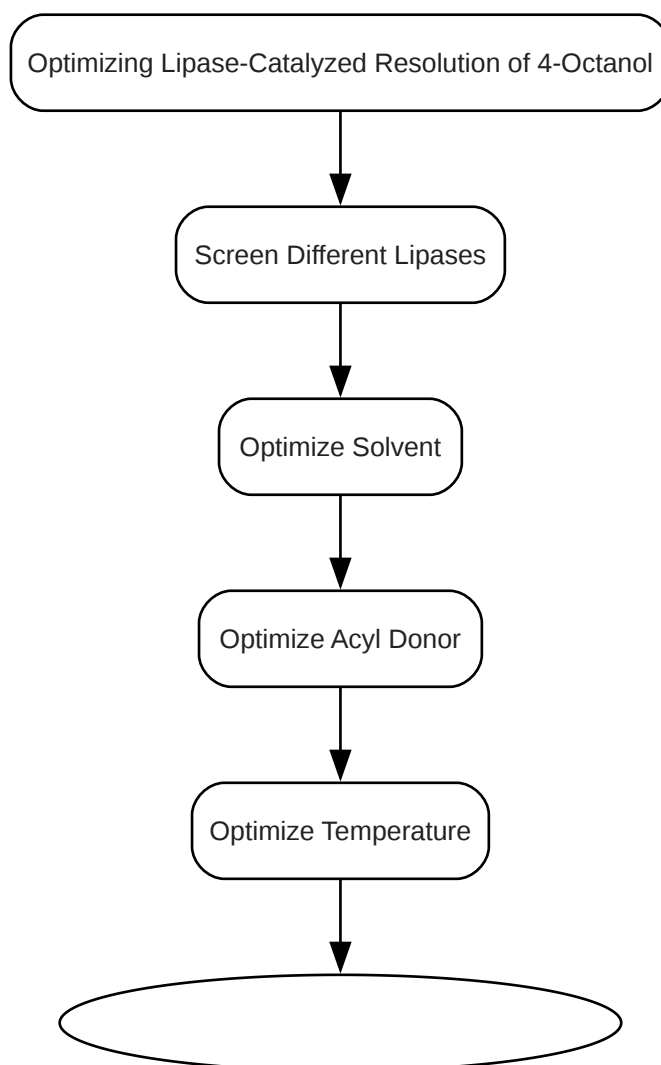 Optimizing Lipase-Catalyzed Resolution of 4-Octanol
Screen Different Lipases
Optimize Solvent
Optimize Acyl Donor
Optimize Temperature